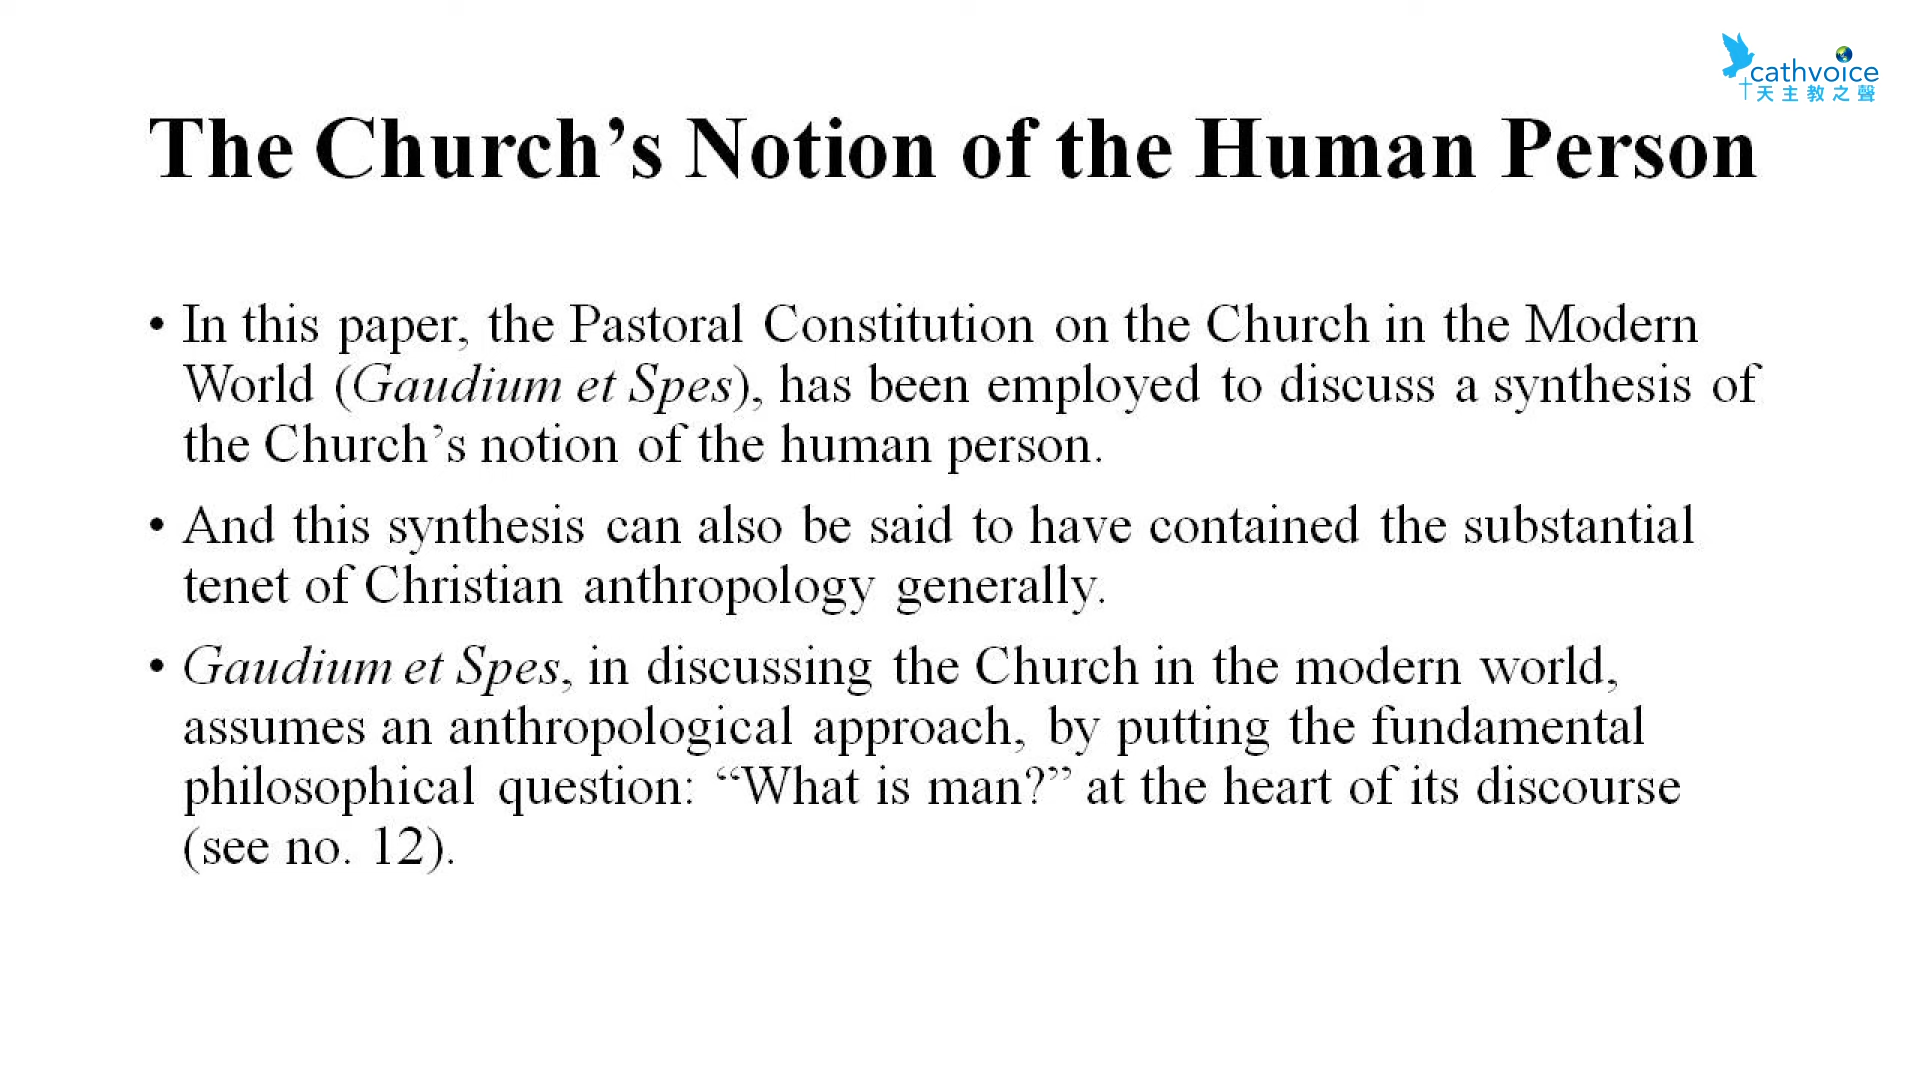 cathvoice
天主教之聲
The Church’s Notion of the Human Person
• In this paper, the Pastoral Constitution on the Church in the Modern
World (Gaudium et Spes), has been employed to discuss a synthesis of
the Church’s notion of the human person.
• And this synthesis can also be said to have contained the substantial
tenet of Christian anthropology generally.
• Gaudium et Spes, in discussing the Church in the modern world,
assumes an anthropological approach, by putting the fundamental
philosophical question: “What is man?” at the heart of its discourse
(see no. 12).